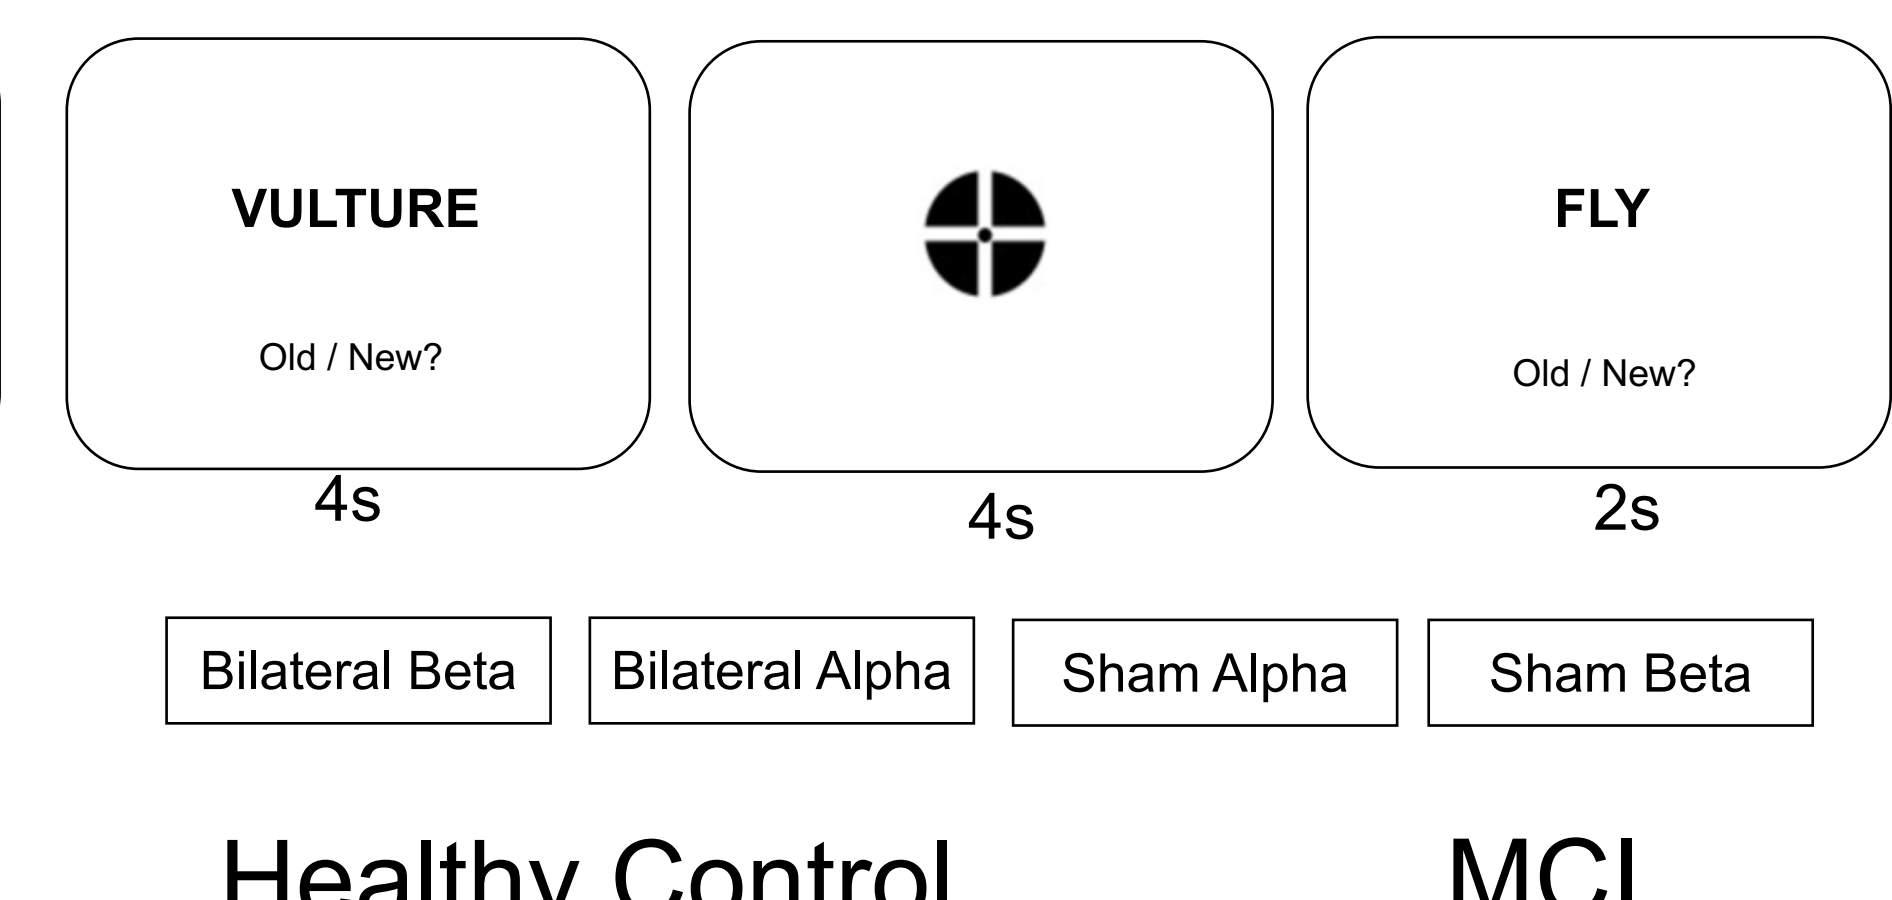 VULTURE
FLY
Old / New?
Old / New?
4s
4s
2s
Bilateral Beta
Bilateral Alpha
Sham Alpha
Sham Beta
Healthy Control
MCI